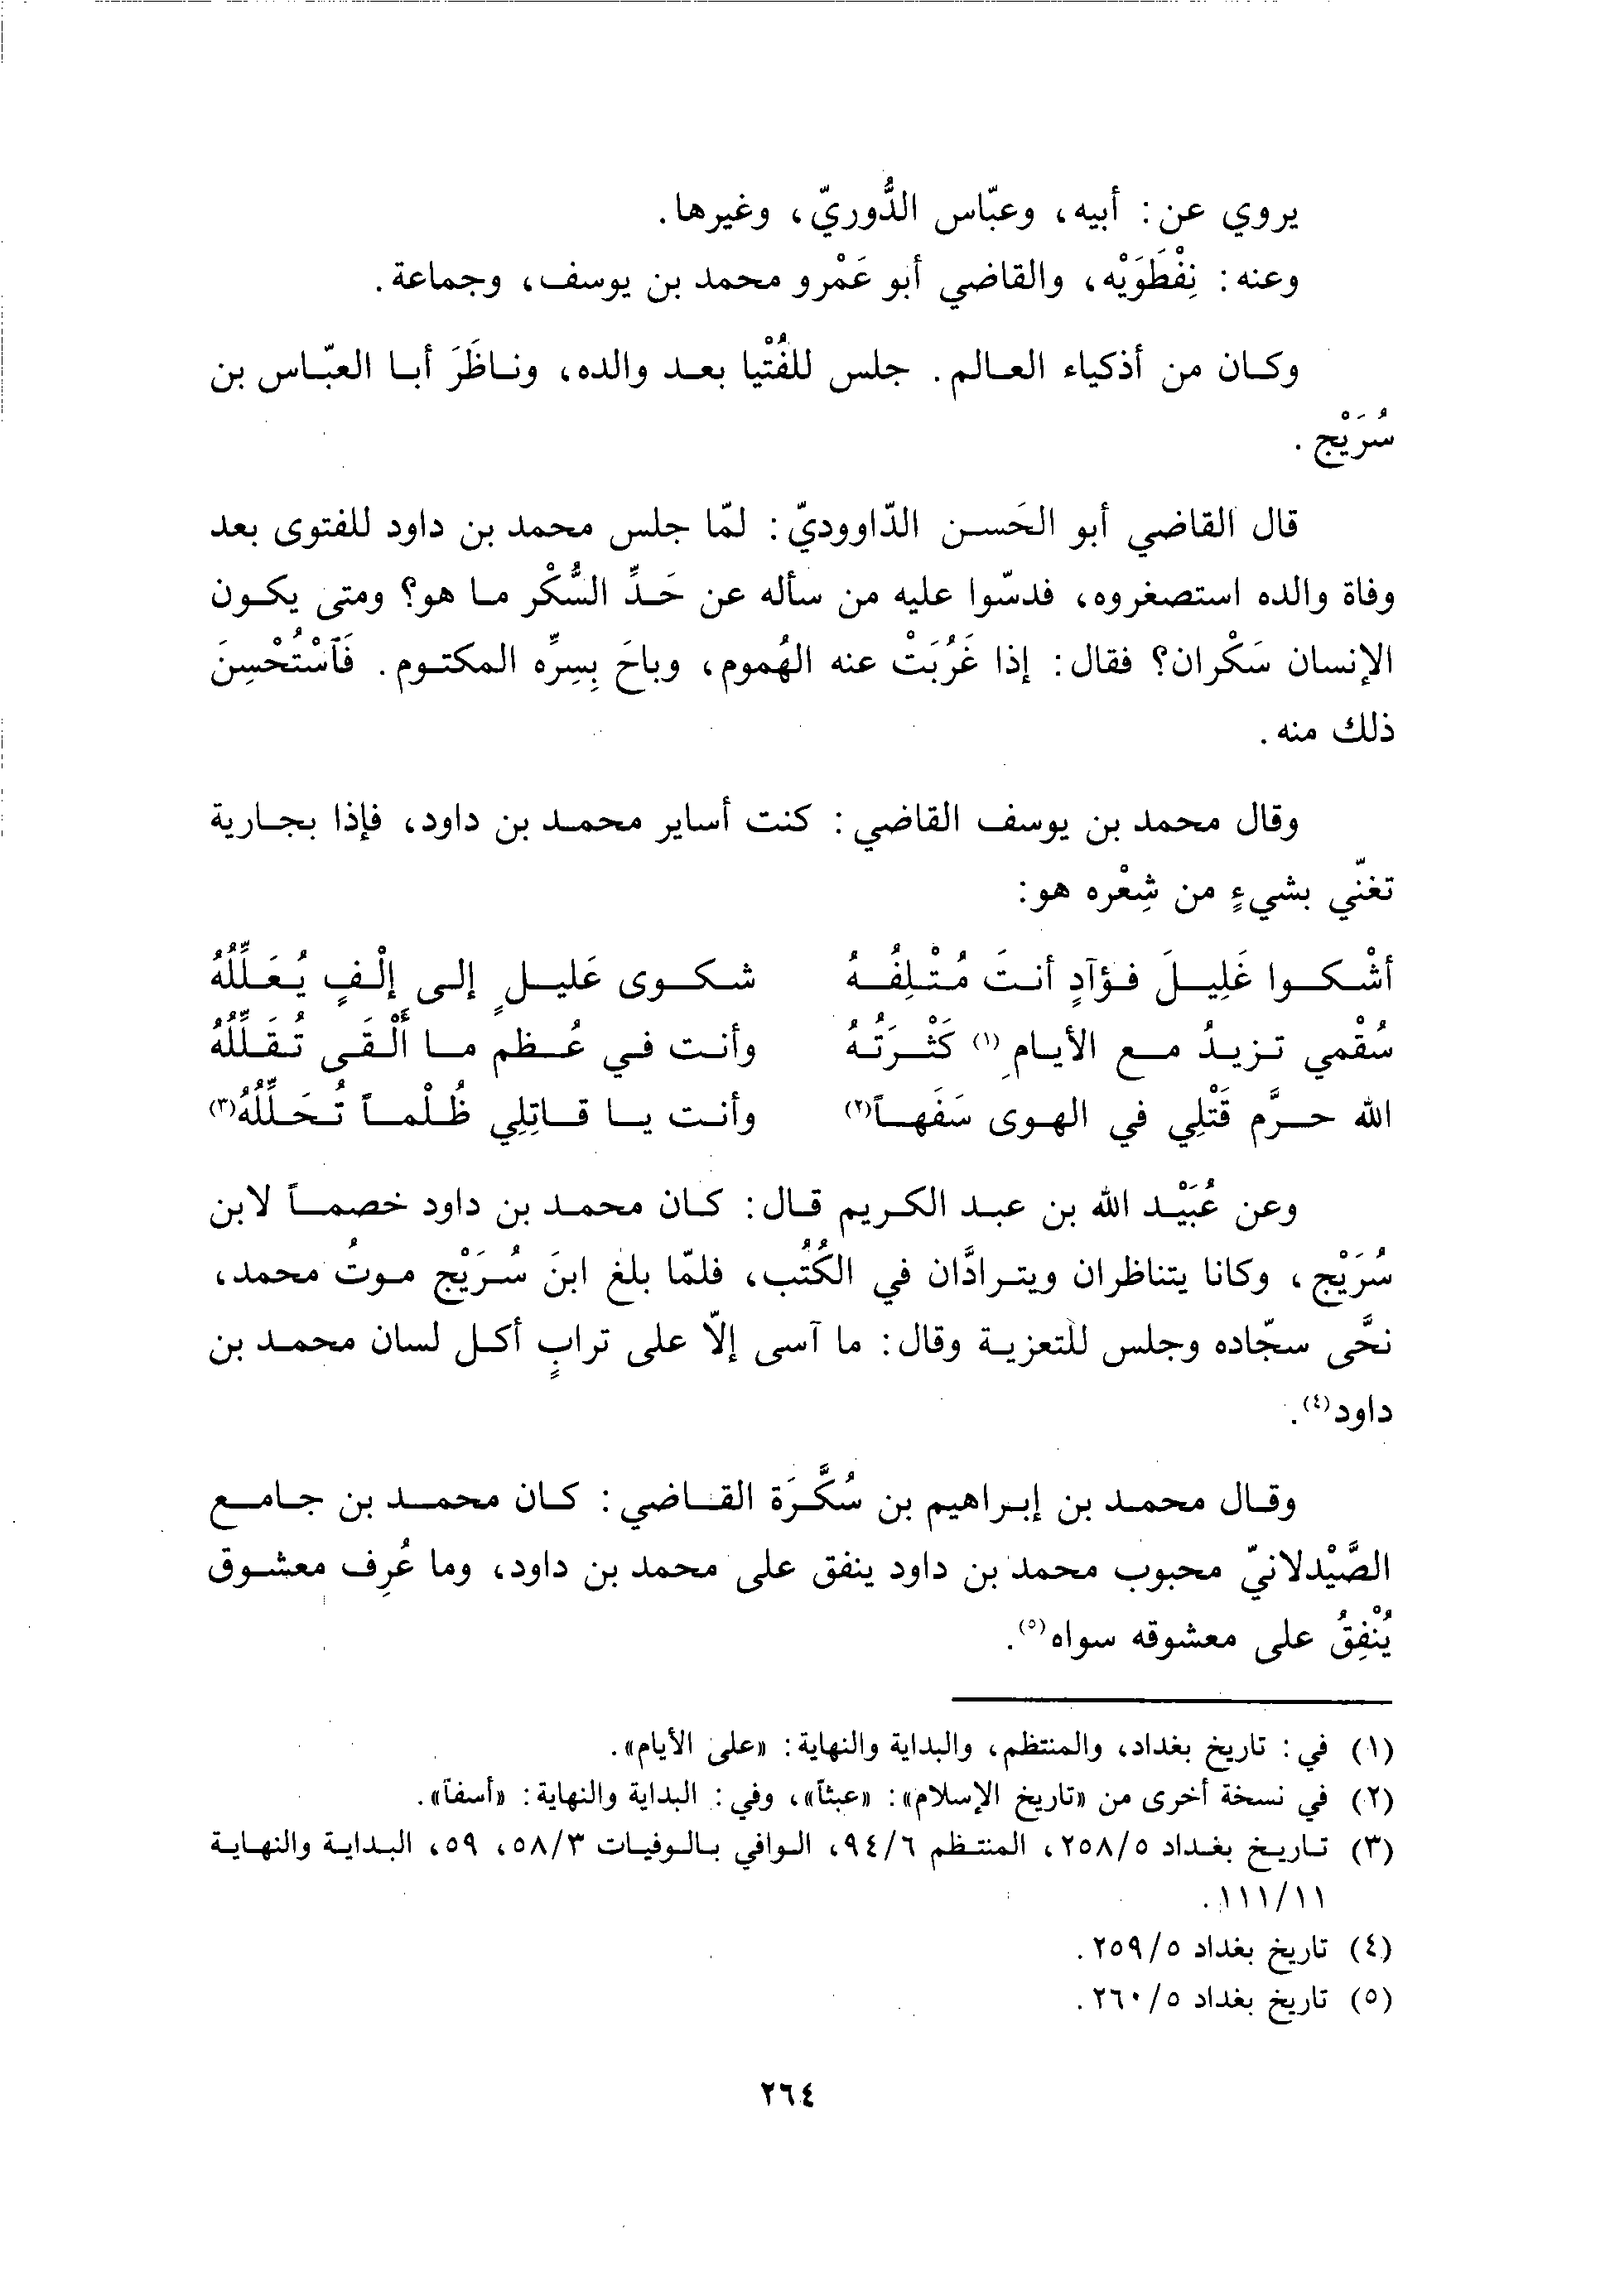 يروي عن: أبيه، وعبّاس الدُّوريّ، وغيرها.
وعنه: نِفْطَوَيْه، والقاضي أبو عَمْرو محمد بن يوسف، وجماعة.
وكان من أذكياء العالم. جلس للفُتْيا بعد والده، وناظَرَ أبا العبّاس بن
سُرَيْج.
قال القاضي أبو الحَسن الدّاووديّ: لمّا جلس محمد بن داود للفتوى بعد
وفاة والده استصغروه، فدسّوا عليه من سأله عن حَدِّ السُّكْر ما هو؟ ومتى يكون
الإنسان سَكْران؟ فقال: إذا غَرُبَتْ عنه الهُموم، وباحَ بِسِرِّه المكتوم. فَٱسْتُحْسِنَ
ذلك منه.
وقال محمد بن يوسف القاضي: كنت أساير محمد بن داود، فإذا بجارية
تغنّي بشيءٍ من شِعْره هو:
أشْكوا غَلِيلَ فؤآدٍ أنتَ مُتْلِفُهُ شكوى عَليلٍ إلى إلْفٍ يُعَلِّلُهُ
سُقْمي تزيدُ مع الأيامِ(١) كَثْرَتُهُ وأنت في عُظم ما أَلْقَى تُقَلِّلُهُ
الله حرَّم قَتْلِي في الهوى سَفَهاً(٢) وأنت يا قاتِلِي ظُلْماً تُحَلِّلُهُ(٣)
وعن عُبَيْد الله بن عبد الكريم قال: كان محمد بن داود خصماً لابن
سُرَيْج، وكانا يتناظران ويترادَّان في الكُتُب، فلمّا بلغ ابنَ سُرَيْج موتُ محمد،
نحَّى سجّاده وجلس للتعزية وقال: ما آسى إلّا على ترابٍ أكل لسان محمد بن
داود(٤).
وقال محمد بن إبراهيم بن سُكَّرَة القاضي: كان محمد بن جامع
الصَّيْدلانيّ محبوب محمد بن داود ينفق على محمد بن داود، وما عُرِف معشوق
يُنْفِقُ على معشوقه سواه(٥).
(١) في: تاريخ بغداد، والمنتظم، والبداية والنهاية: «على الأيام».
(٢) في نسخة أخرى من «تاريخ الإسلام»: «عبثاً»، وفي: البداية والنهاية: «أسفاً».
(٣) تاريخ بغداد ٢٥٨/٥، المنتظم ٩٤/٦، الوافي بالوفيات ٥٨/٣، ٥٩، البداية والنهاية
١١١/١١.
(٤) تاريخ بغداد ٢٥٩/٥.
(٥) تاريخ بغداد ٢٦٠/٥.
٢٦٤